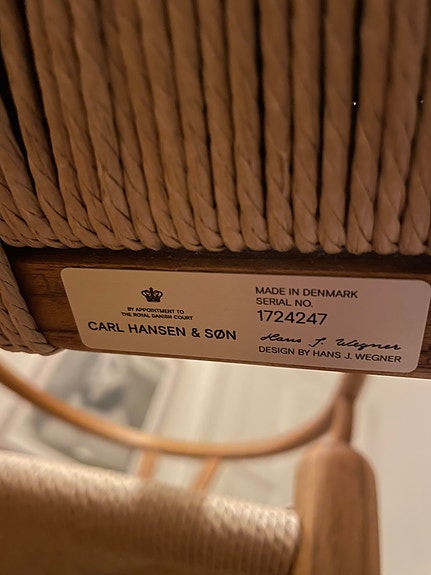 BY APPOINTMENT TO
THE ROYAL DANISH COURT
CARL HANSEN & SØN
MADE IN DENMARK
SERIAL NO.
1724247
Hans J. Wegner
DESIGN BY HANS J. WEGNER